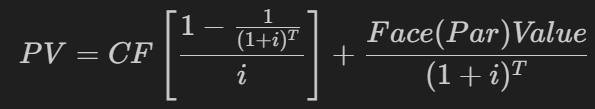 PV = CF [ (1 - 1/(1+i)^T) / i ] + Face(Par)Value / (1 + i)^T